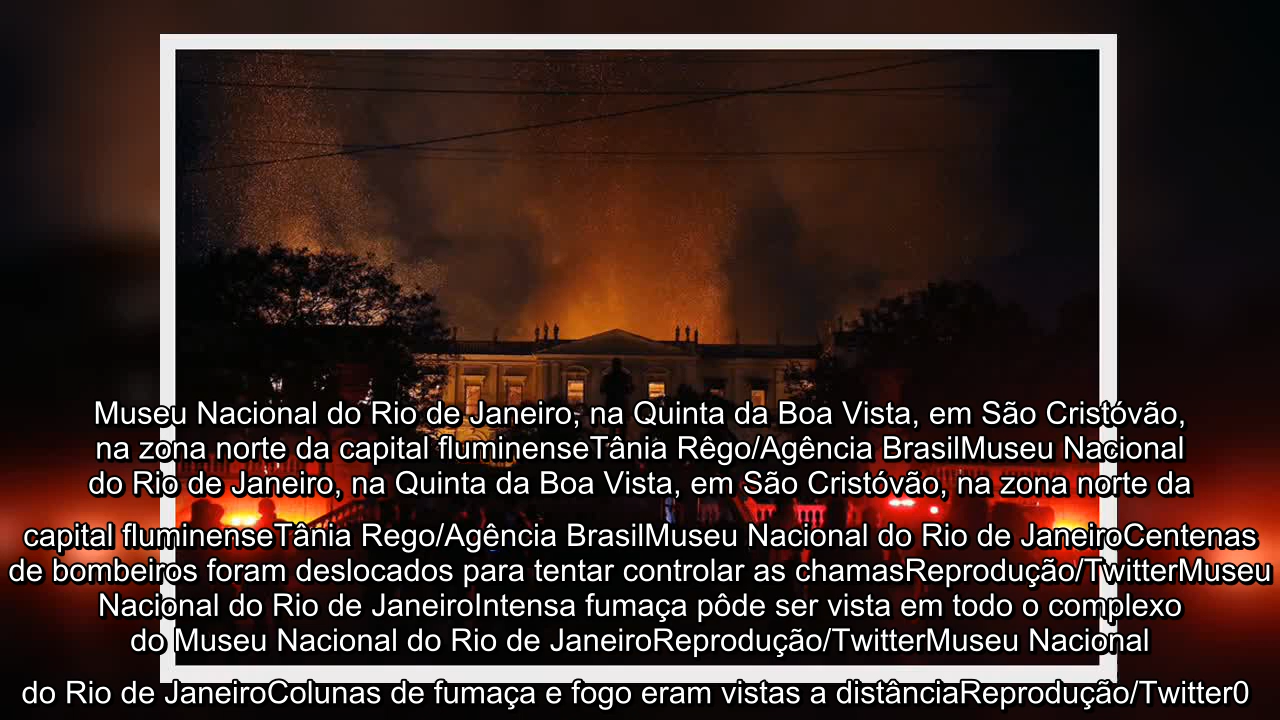 Museu Nacional do Rio de Janeiro, na Quinta da Boa Vista, em São Cristóvão,
na zona norte da capital fluminenseTânia Rêgo/Agência BrasilMuseu Nacional
do Rio de Janeiro, na Quinta da Boa Vista, em São Cristóvão, na zona norte da
capital fluminenseTânia Rego/Agência BrasilMuseu Nacional do Rio de JaneiroCentenas
de bombeiros foram deslocados para tentar controlar as chamasReprodução/TwitterMuseu
Nacional do Rio de JaneiroIntensa fumaça pôde ser vista em todo o complexo
do Museu Nacional do Rio de JaneiroReprodução/TwitterMuseu Nacional
do Rio de JaneiroColunas de fumaça e fogo eram vistas a distânciaReprodução/Twitter0